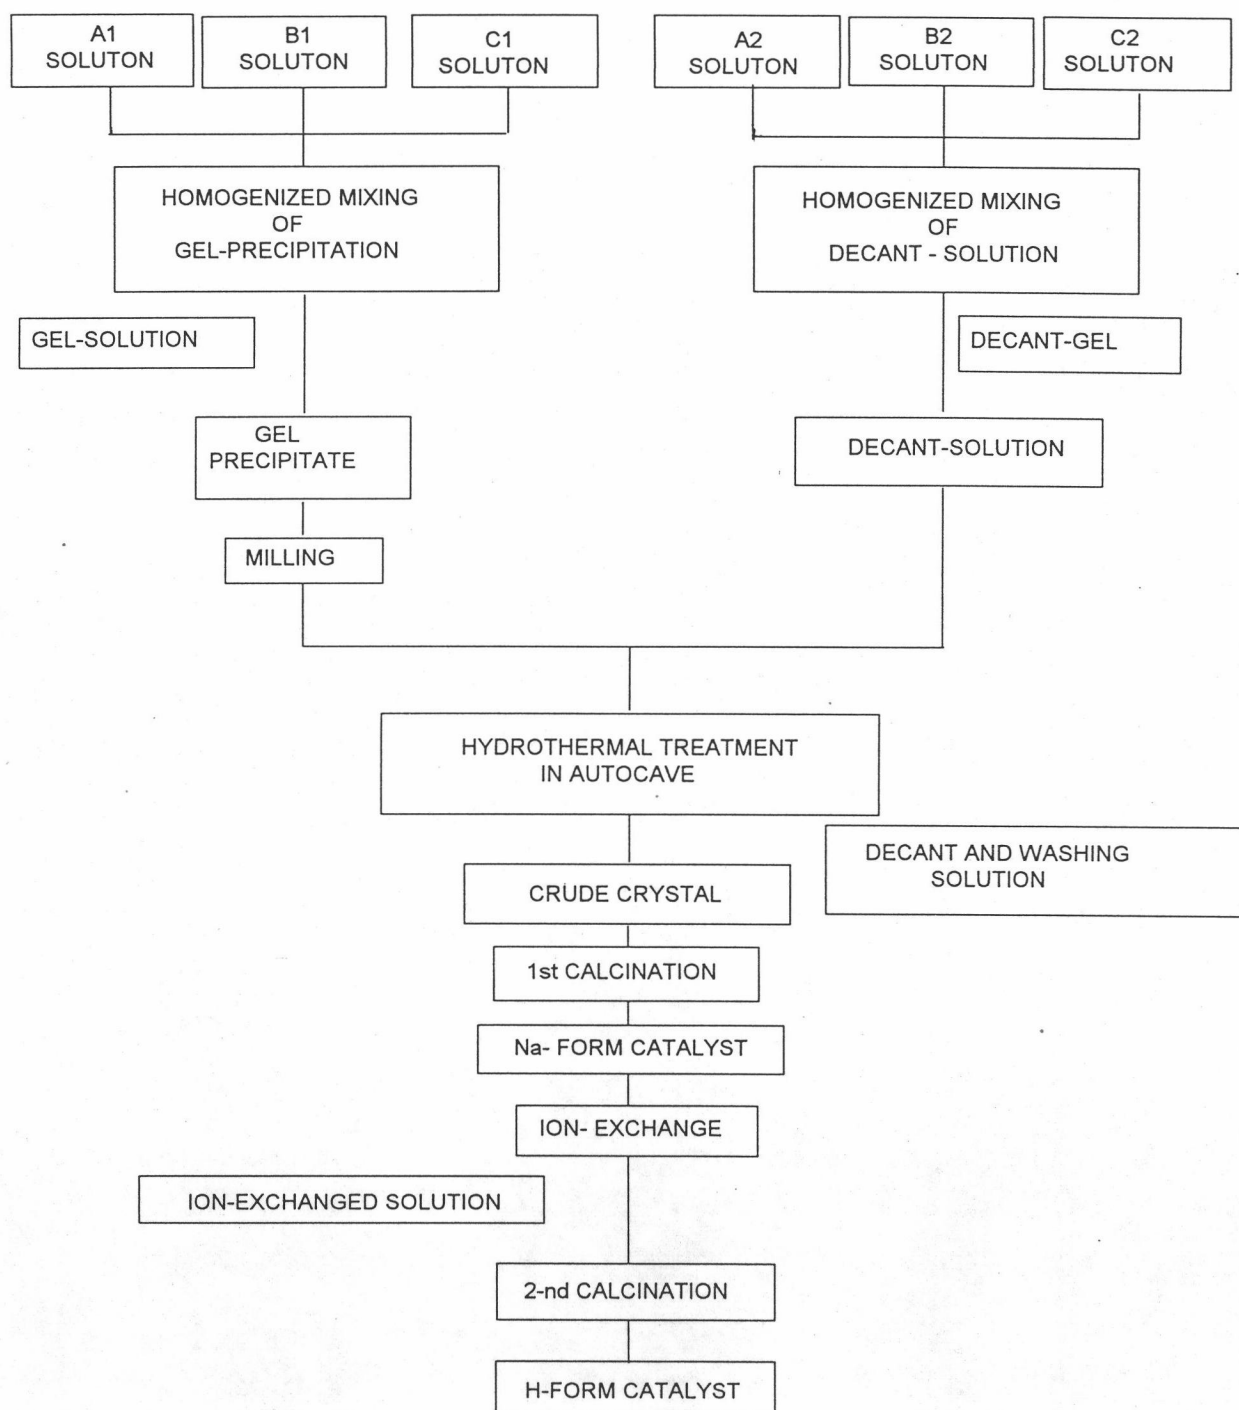 A1
SOLUTON
B1
SOLUTON
C1
SOLUTON
A2
SOLUTON
B2
SOLUTON
C2
SOLUTON
HOMOGENIZED MIXING
OF
GEL-PRECIPITATION
HOMOGENIZED MIXING
OF
DECANT - SOLUTION
GEL-SOLUTION
DECANT-GEL
GEL
PRECIPITATE
DECANT-SOLUTION
MILLING
HYDROTHERMAL TREATMENT
IN AUTOCAVE
DECANT AND WASHING
SOLUTION
CRUDE CRYSTAL
1st CALCINATION
Na- FORM CATALYST
ION- EXCHANGE
ION-EXCHANGED SOLUTION
2-nd CALCINATION
H-FORM CATALYST